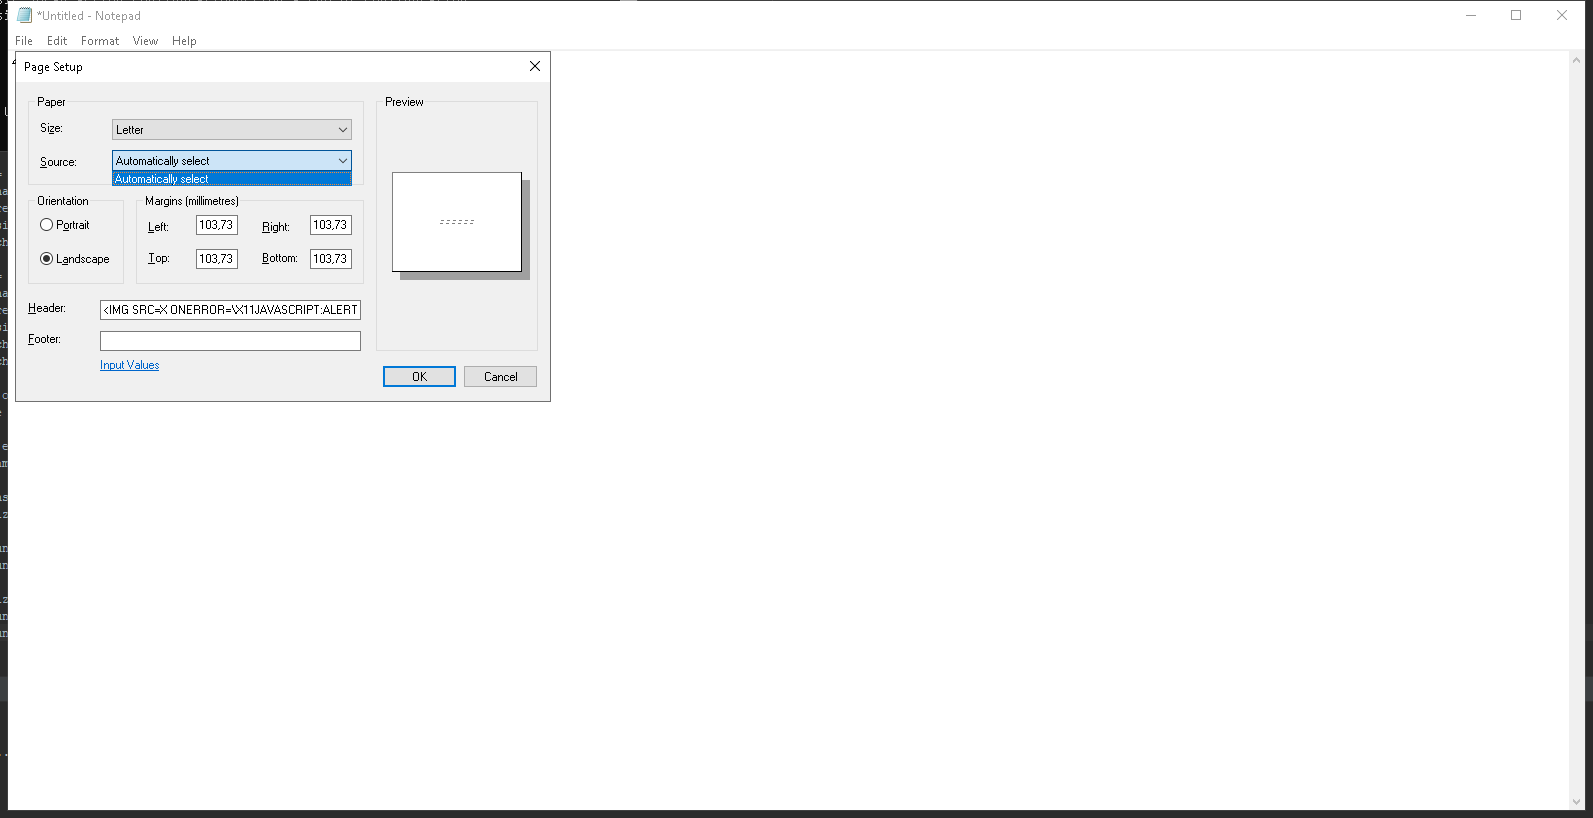 *Untitled - Notepad
File Edit Format View Help
Page Setup
Paper
Size: Letter
Source: Automatically select
Automatically select
Orientation
Portrait
Landscape
Margins (millimetres)
Left: 103,73 Right: 103,73
Top: 103,73 Bottom: 103,73
Header: <IMG SRC=X ONERROR=\X11JAVASCRIPT:ALERT
Footer:
Input Values
Preview
OK Cancel